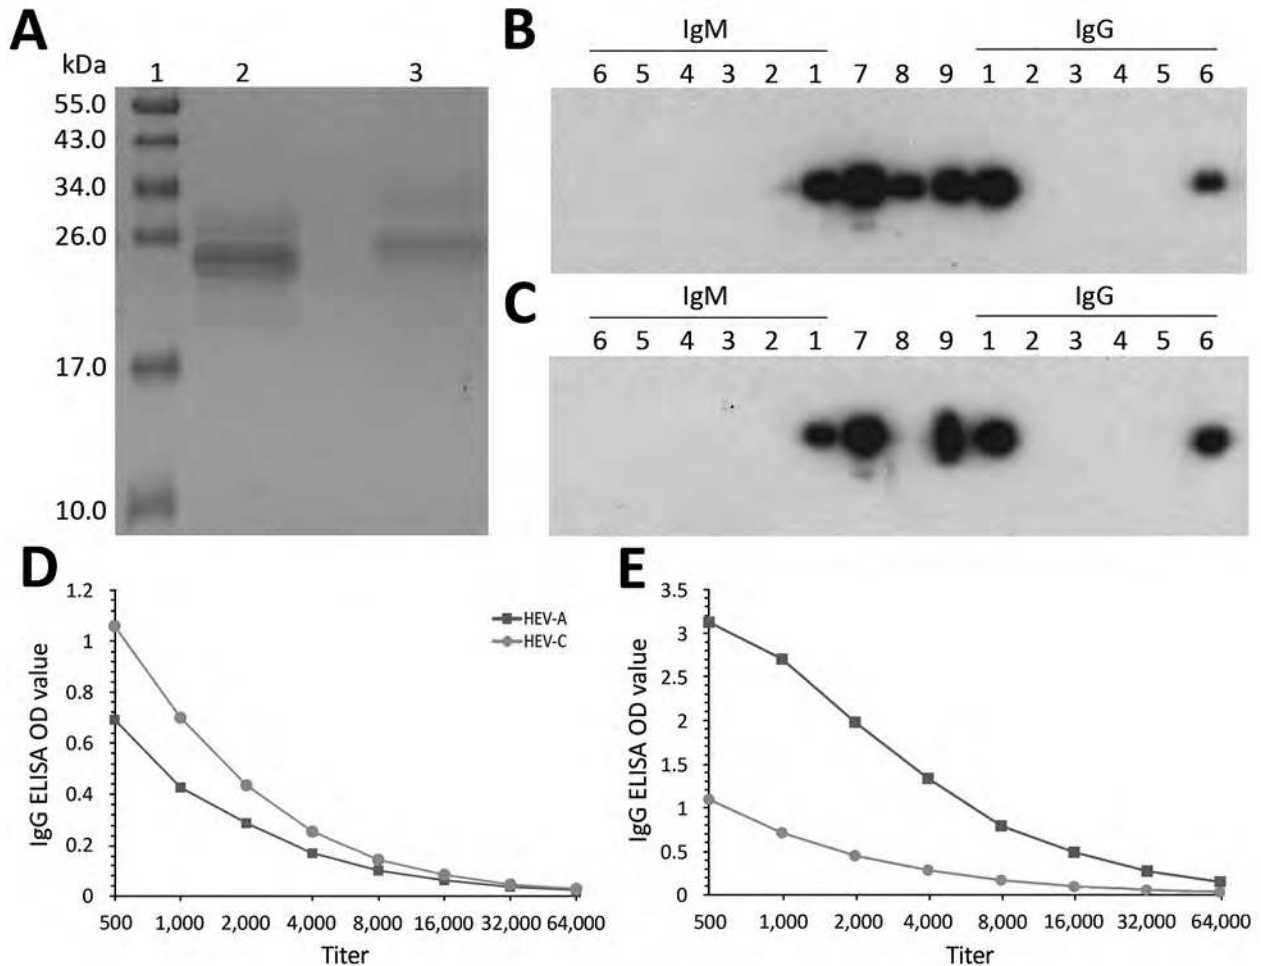 A
kDa
1 2 3
55.0
43.0
34.0
26.0
17.0
10.0
B
IgM IgG
6 5 4 3 2 1 7 8 9 1 2 3 4 5 6
C
IgM IgG
6 5 4 3 2 1 7 8 9 1 2 3 4 5 6
D
IgG ELISA OD value
1.2
1
0.8
0.6
0.4
0.2
0
500 1,000 2,000 4,000 8,000 16,000 32,000 64,000
Titer
HEV-A
HEV-C
E
IgG ELISA OD value
3.5
3
2.5
2
1.5
1
0.5
0
500 1,000 2,000 4,000 8,000 16,000 32,000 64,000
Titer